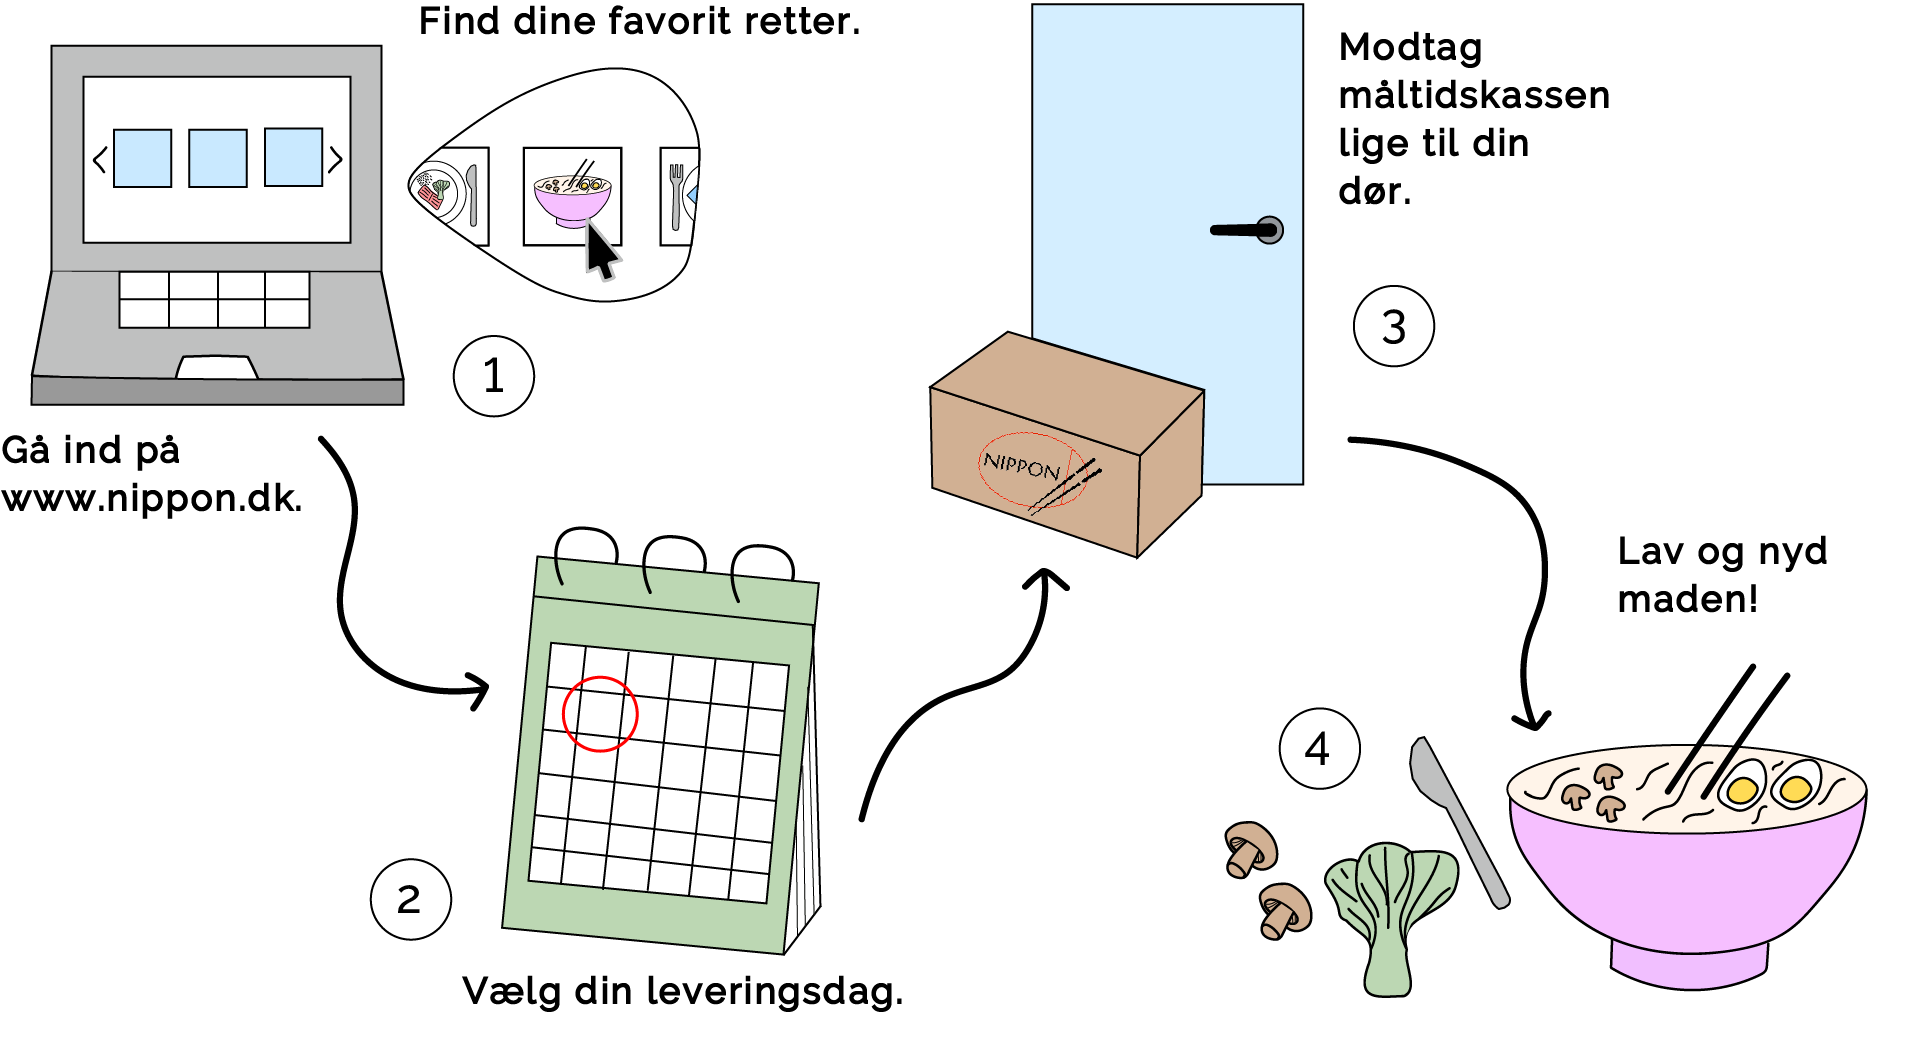 Find dine favorit retter.
1
Gå ind på
www.nippon.dk.
2
Vælg din leveringsdag.
Modtag
måltidskassen
lige til din
dør.
3
NIPPON
Lav og nyd
maden!
4